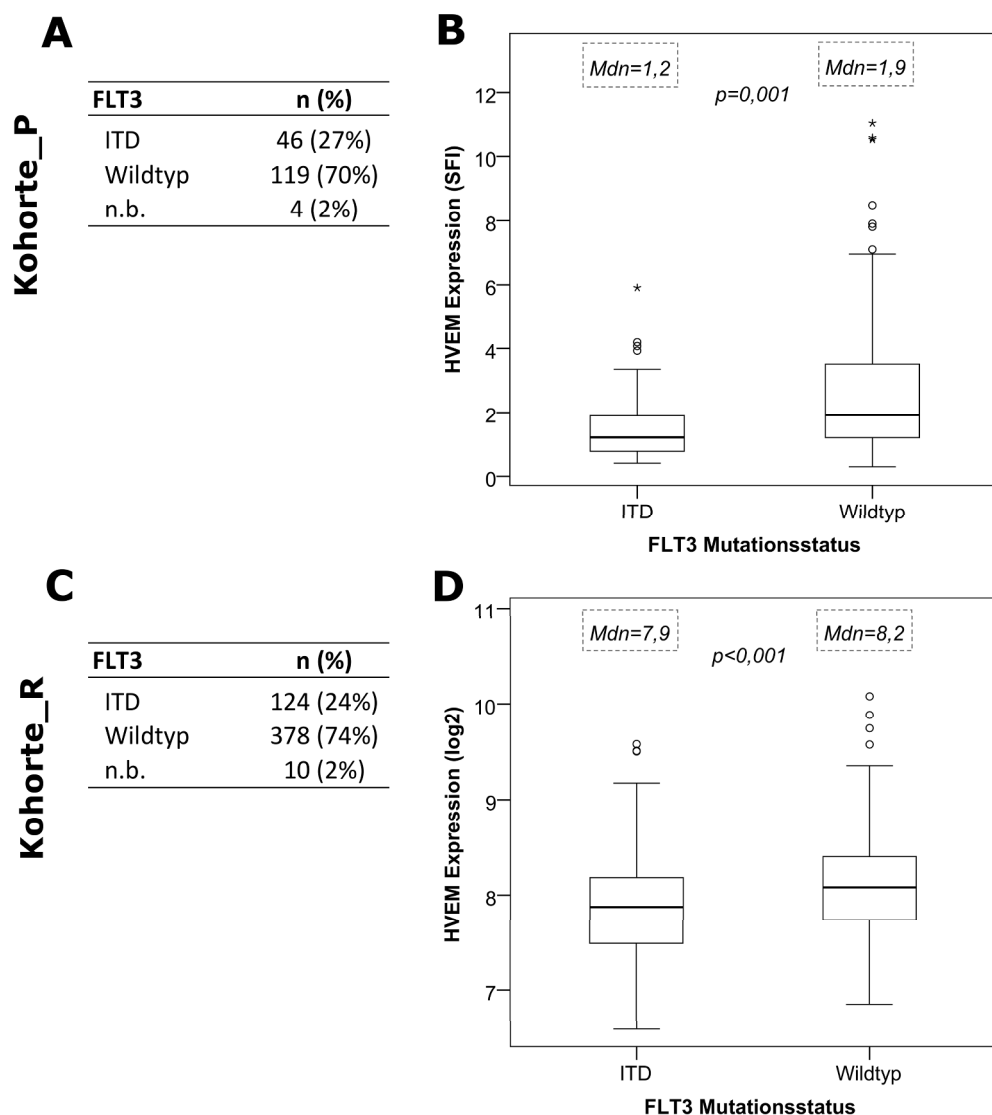 A
Kohorte_P
FLT3 n (%)
ITD 46 (27%)
Wildtyp 119 (70%)
n.b. 4 (2%)
B
Mdn=1,2
Mdn=1,9
p=0,001
HVEM Expression (SFI)
12
10
8
6
4
2
0
ITD
Wildtyp
FLT3 Mutationsstatus
C
Kohorte_R
FLT3 n (%)
ITD 124 (24%)
Wildtyp 378 (74%)
n.b. 10 (2%)
D
Mdn=7,9
Mdn=8,2
p<0,001
HVEM Expression (log2)
11
10
9
8
7
ITD
Wildtyp
FLT3 Mutationsstatus